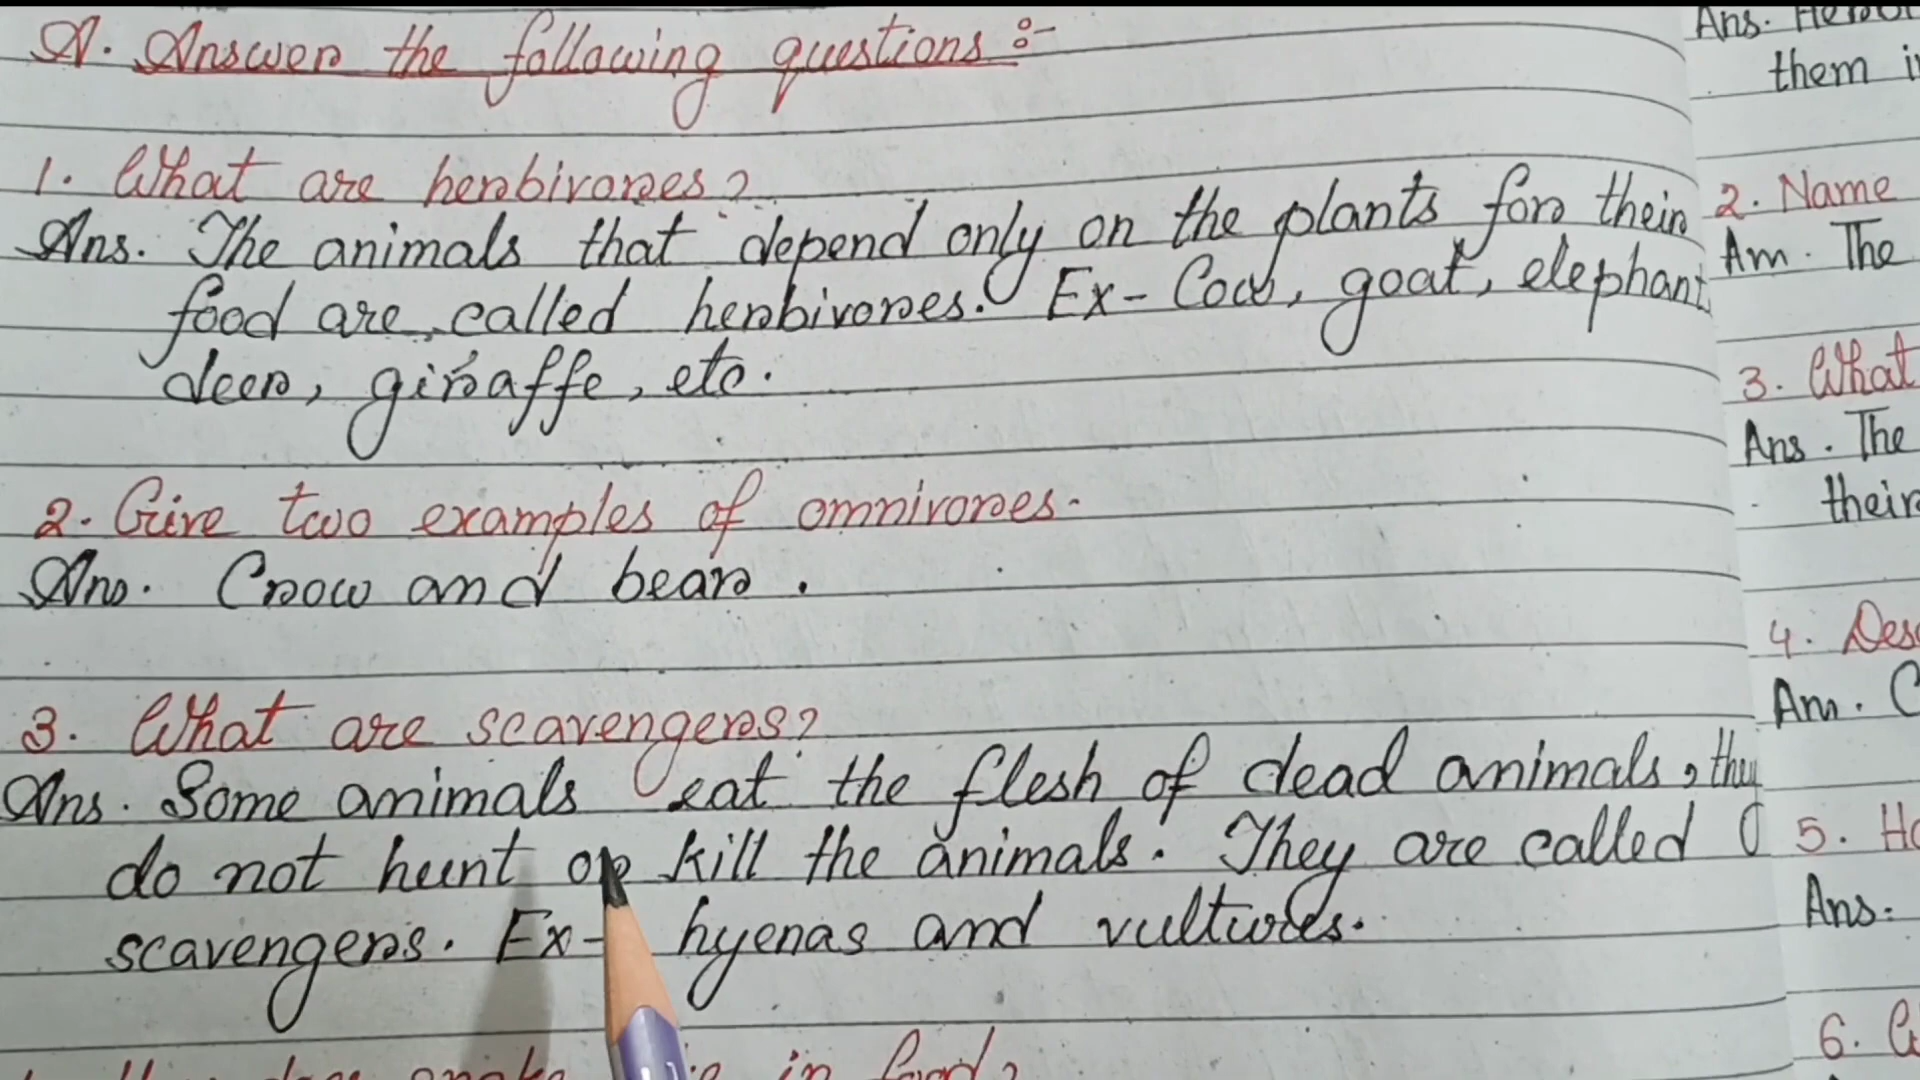 A. Answer the following questions :-
1. What are herbivores?
Ans. The animals that depend only on the plants for their
food are called herbivores. Ex- Cow, goat, elephant
deer, giraffe, etc.
2. Give two examples of omnivores.
Ans. Crow and bear.
3. What are scavengers?
Ans. Some animals eat the flesh of dead animals, they
do not hunt or kill the animals. They are called
scavengers. Ex- hyenas and vultures.
in food?
Ans.
them
2. Name
Ans. The
3. What
Ans. The
their
4.
Ans. C
5.
Ans.
6.